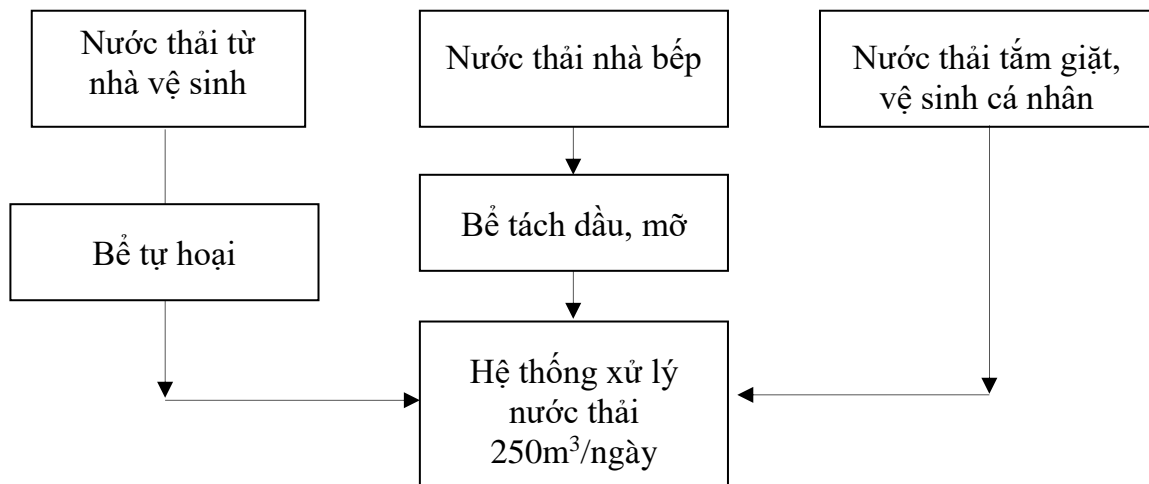 Nước thải từ
nhà vệ sinh
Nước thải nhà bếp
Nước thải tắm giặt,
vệ sinh cá nhân
Bể tự hoại
Bể tách dầu, mỡ
Hệ thống xử lý
nước thải
250m³/ngày